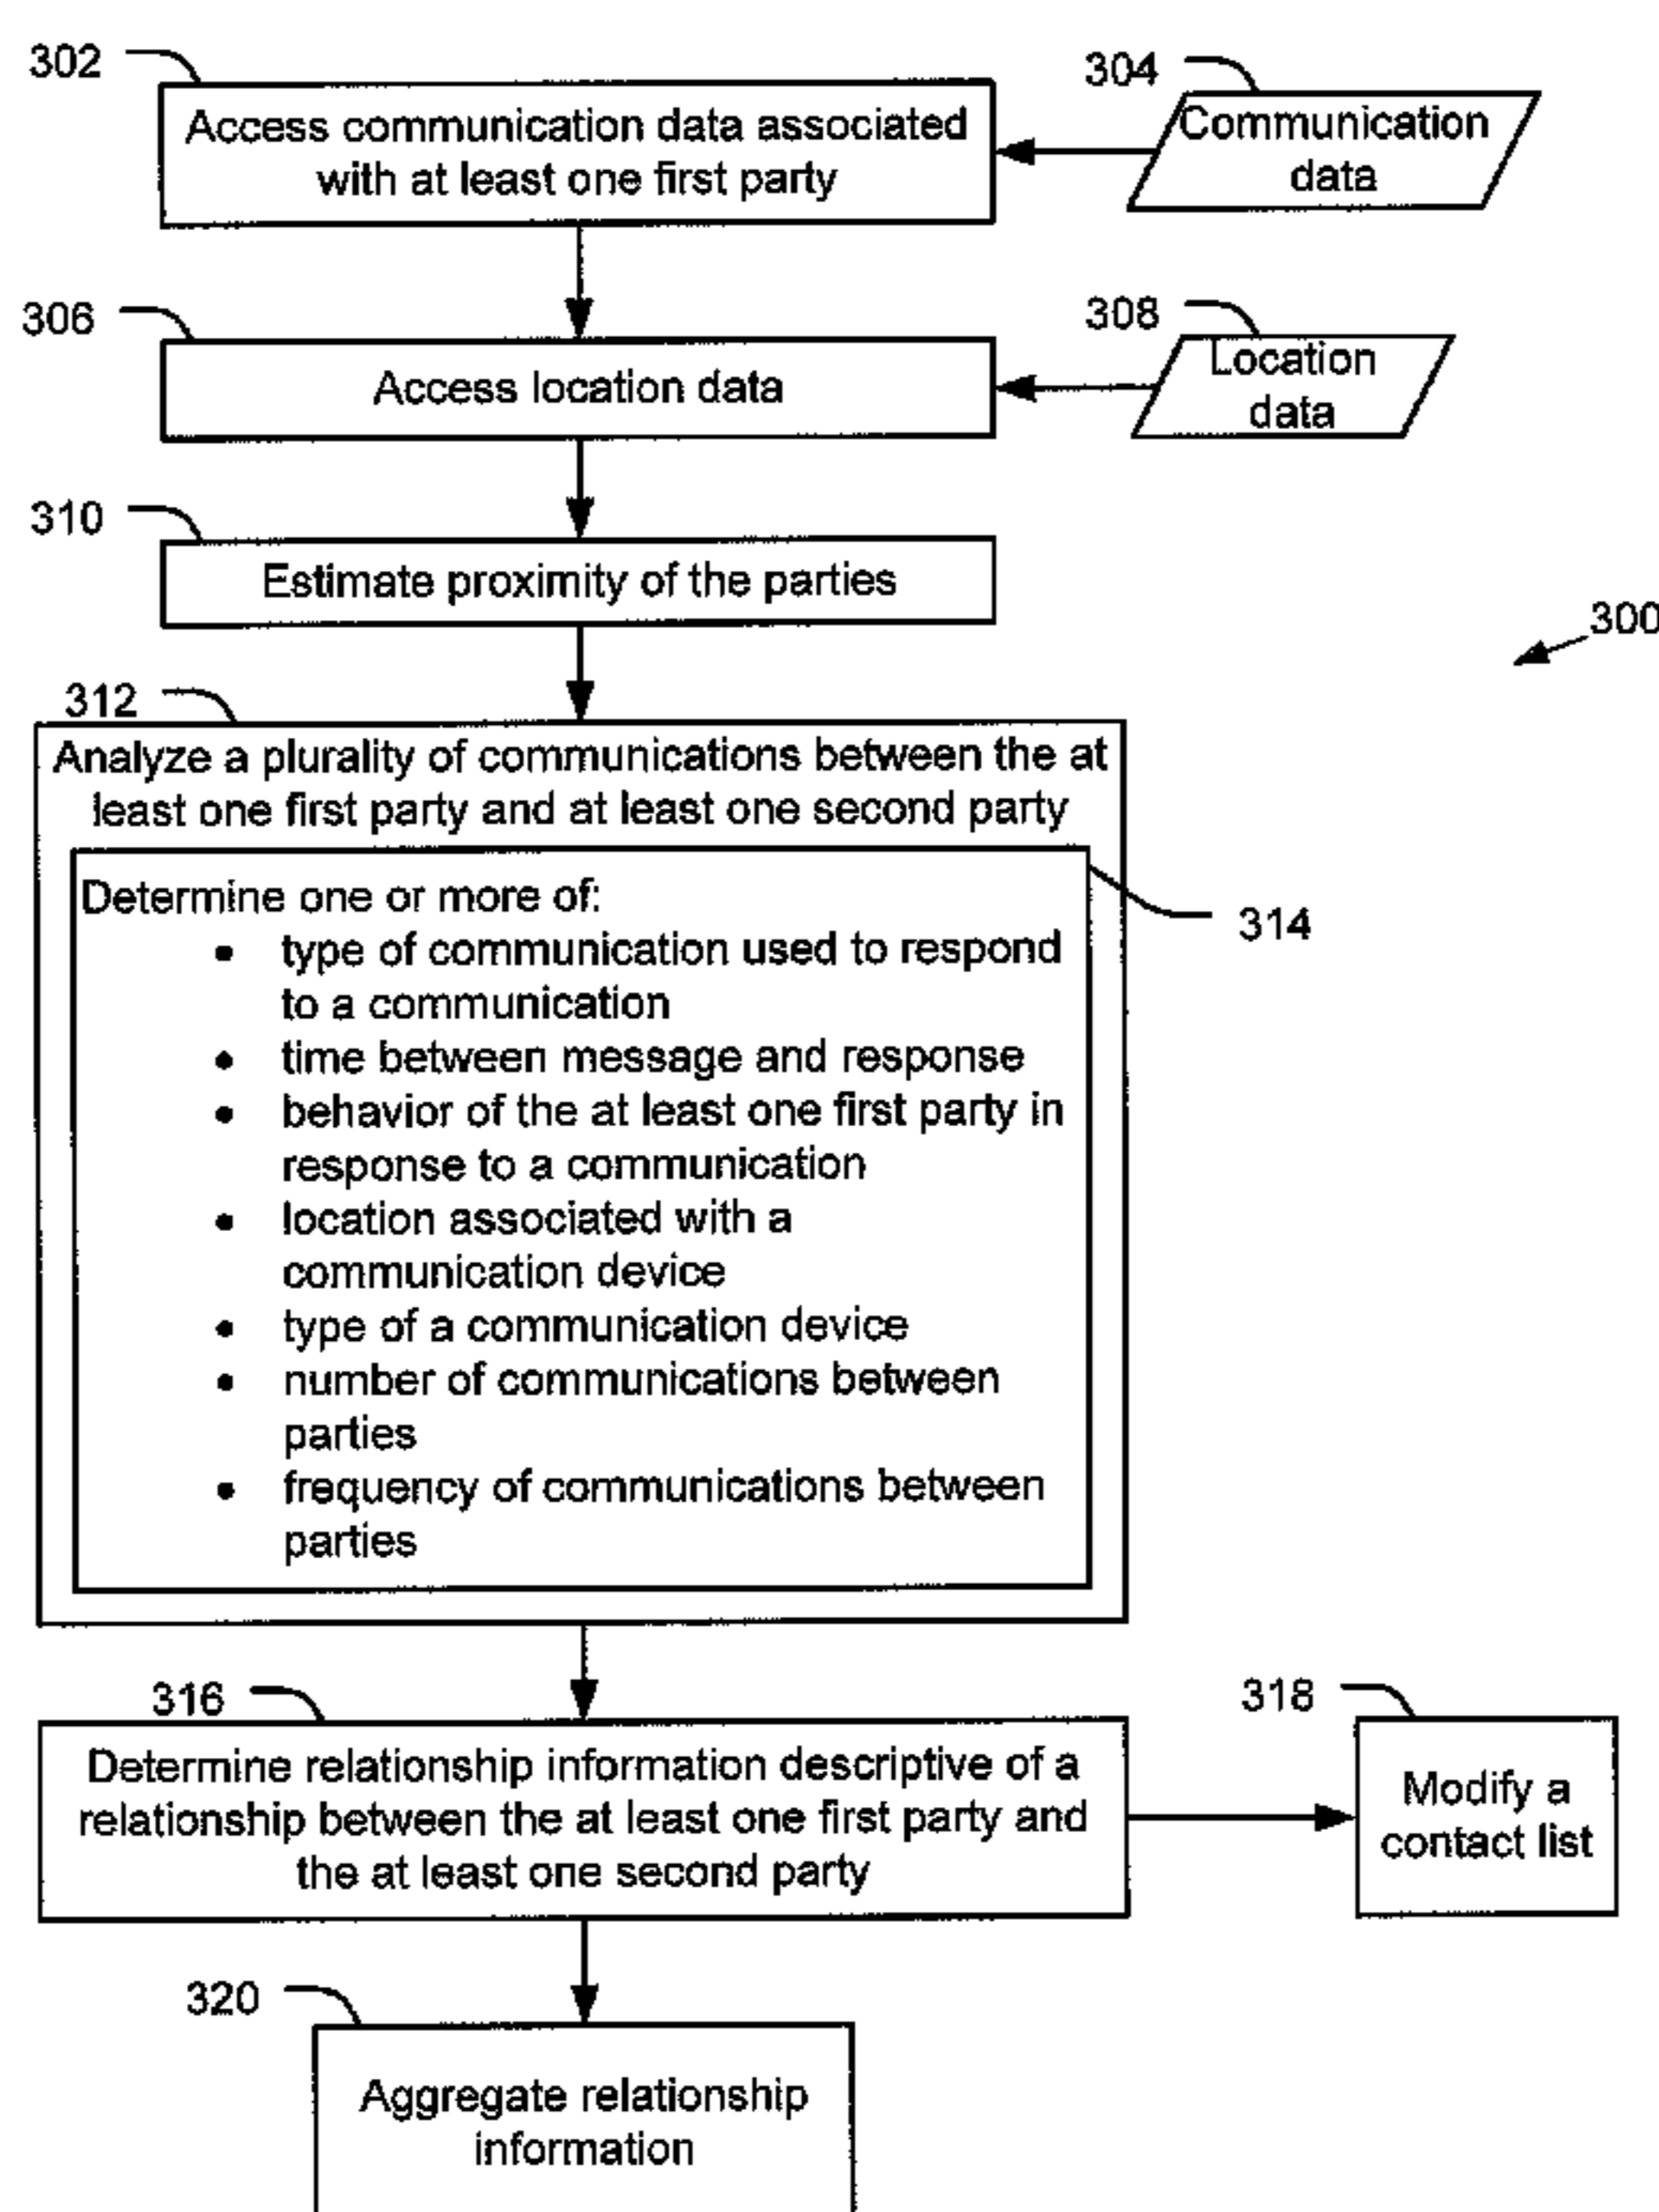 302
Access communication data associated
with at least one first party
304
Communication
data
306
Access location data
308
Location
data
310
Estimate proximity of the parties
300
312
Analyze a plurality of communications between the at
least one first party and at least one second party
314
Determine one or more of:
• type of communication used to respond
to a communication
• time between message and response
• behavior of the at least one first party in
response to a communication
• location associated with a
communication device
• type of a communication device
• number of communications between
parties
• frequency of communications between
parties
316
Determine relationship information descriptive of a
relationship between the at least one first party and
the at least one second party
318
Modify a
contact list
320
Aggregate relationship
information